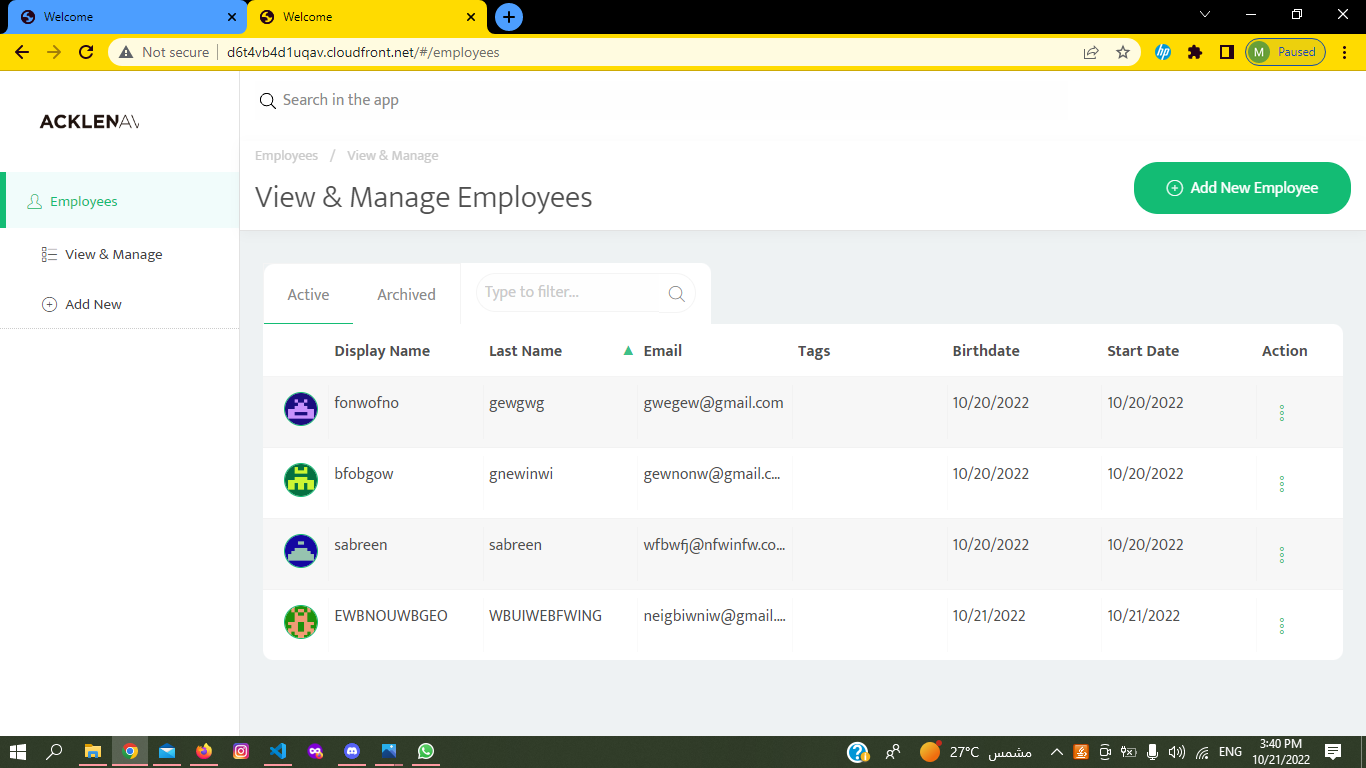 Welcome
Welcome
Not secure d6t4vb4d1uqav.cloudfront.net/#/employees
M Paused
Search in the app
ACKLENAV
Employees / View & Manage
View & Manage Employees
Add New Employee
Employees
View & Manage
Add New
Active Archived Type to filter...
Display Name Last Name Email Tags Birthdate Start Date Action
fonwofno gewgwg gwegew@gmail.com 10/20/2022 10/20/2022
bfobgow gnewinwi gewnonw@gmail.c... 10/20/2022 10/20/2022
sabreen sabreen wfbwfj@nfwinfw.co... 10/20/2022 10/20/2022
EWBNOUWBGEO WBUIWEBFWING neigbiwniw@gmail.... 10/21/2022 10/21/2022
27°C مشمس ENG 3:40 PM
10/21/2022